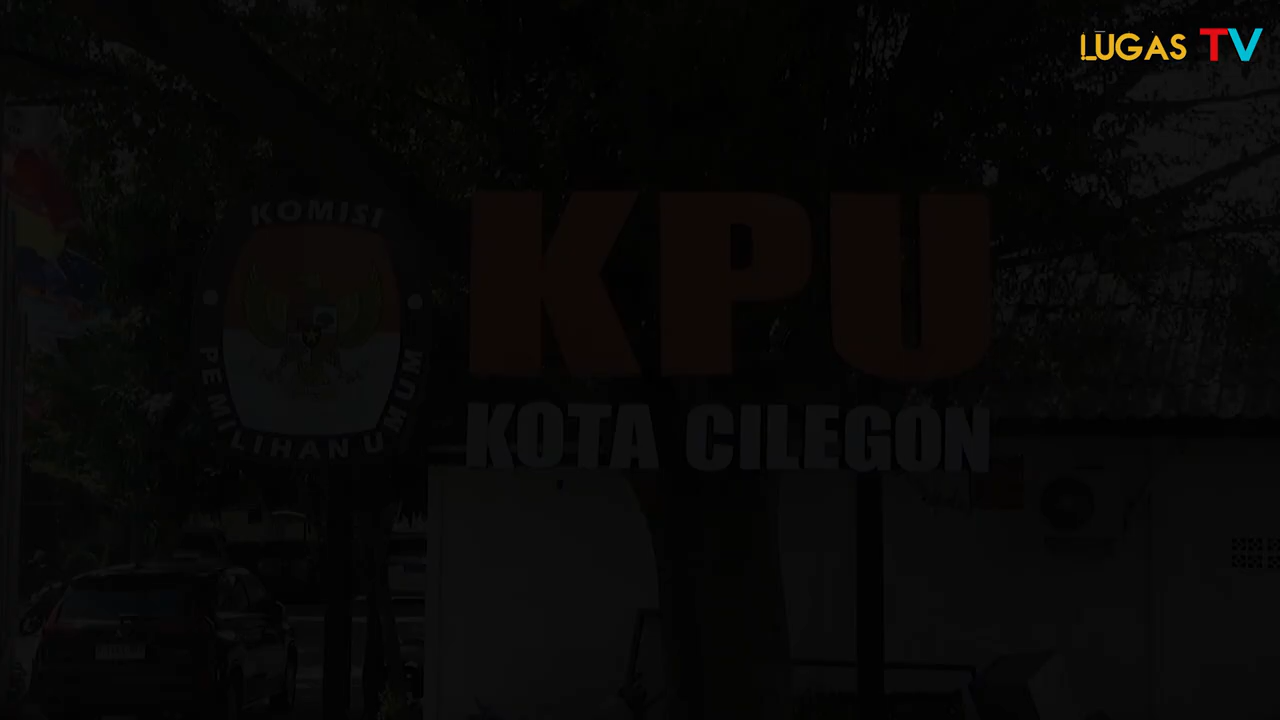 LUGAS TV
KOMISI
PEMILIHAN UMUM
KPU
KOTA CILEGON